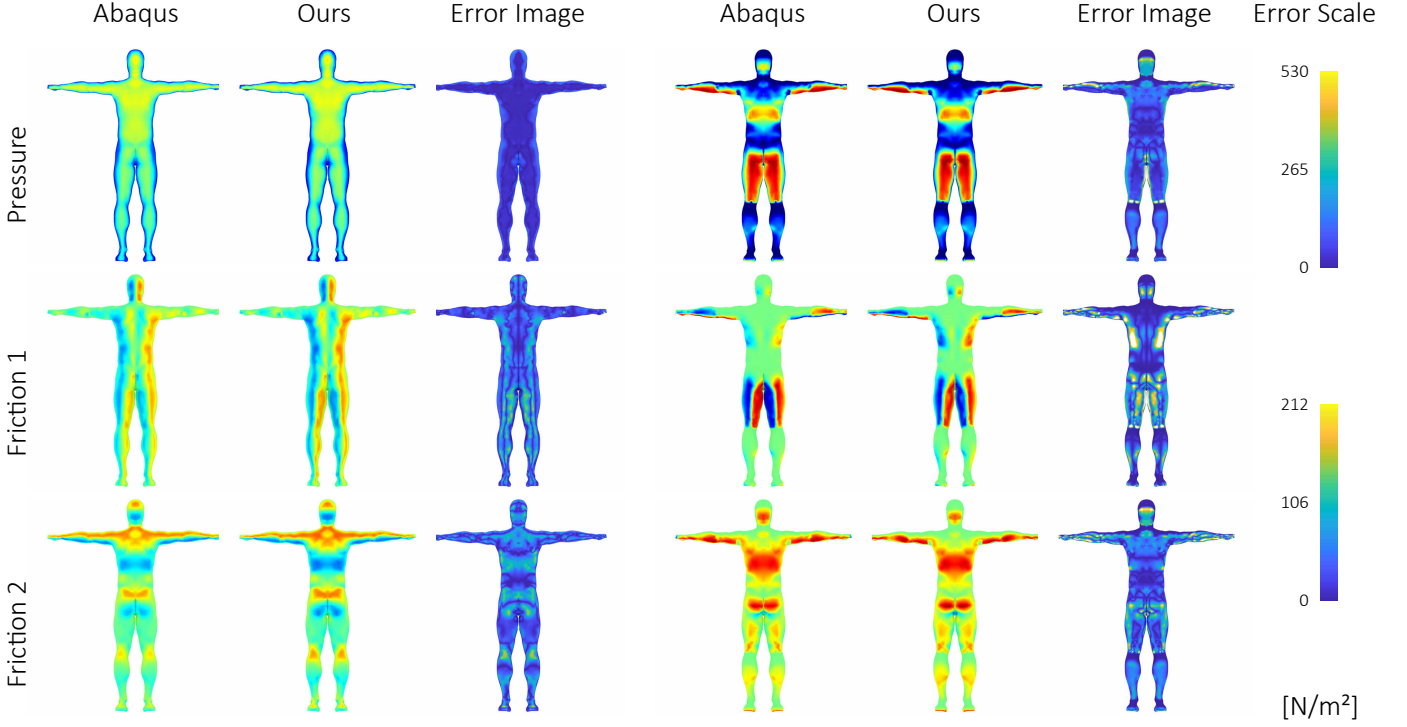 Abaqus Ours Error Image Abaqus Ours Error Image Error Scale
Pressure
530
265
0
Friction 1
212
106
0
Friction 2
[N/m²]